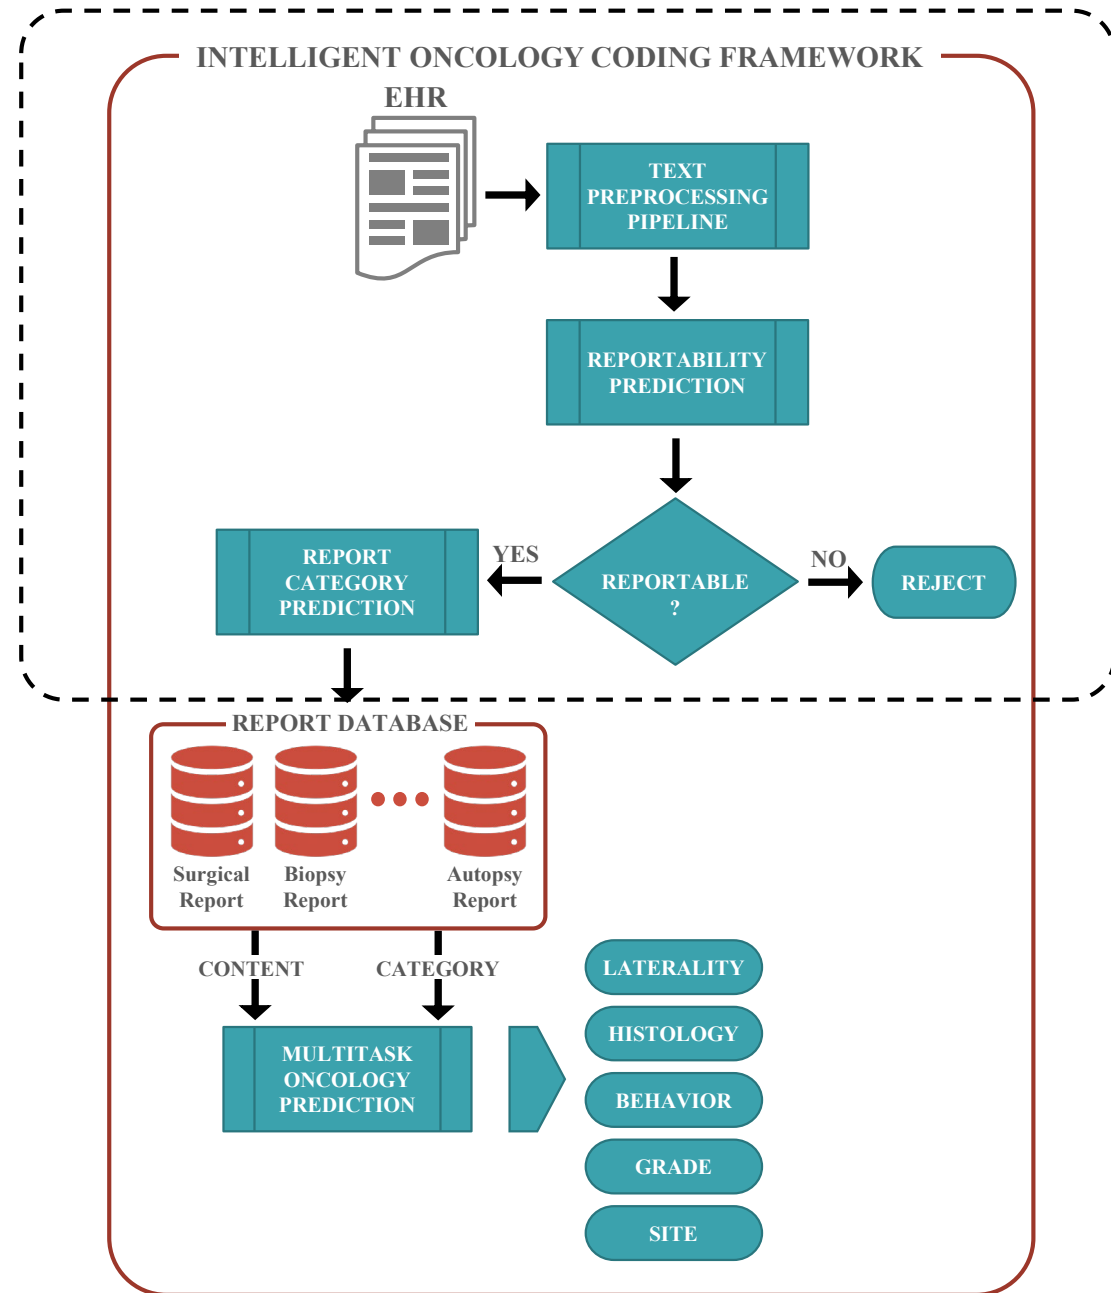 INTELLIGENT ONCOLOGY CODING FRAMEWORK
EHR
TEXT
PREPROCESSING
PIPELINE
REPORTABILITY
PREDICTION
REPORT
CATEGORY
PREDICTION
YES
REPORTABLE
?
NO
REJECT
REPORT DATABASE
Surgical
Report
Biopsy
Report
Autopsy
Report
CONTENT
CATEGORY
MULTITASK
ONCOLOGY
PREDICTION
LATERALITY
HISTOLOGY
BEHAVIOR
GRADE
SITE